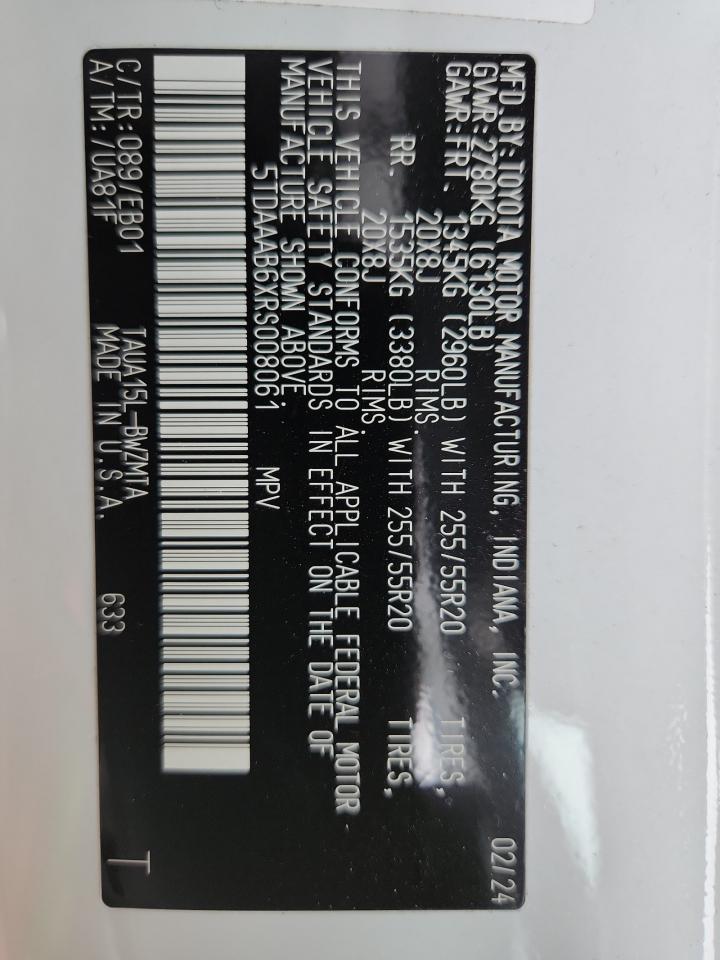 MFD.BY:TOYOTA MOTOR MANUFACTURING, INDIANA, INC. 02/24
GVWR:2780KG (6130LB)
GAWR:FRT. 1345KG (2960LB) WITH 255/55R20 TIRES,
20X8J RIMS.
RR. 1535KG (3380LB) WITH 255/55R20 TIRES,
20X8J RIMS.
THIS VEHICLE CONFORMS TO ALL APPLICABLE FEDERAL MOTOR
VEHICLE SAFETY STANDARDS IN EFFECT ON THE DATE OF
MANUFACTURE SHOWN ABOVE.
5TDAAAB6XRS008061 MPV
C/TR:089/EB01 TAUA15L-BWZMTA 633
A/TM:/UA81F MADE IN U.S.A. T